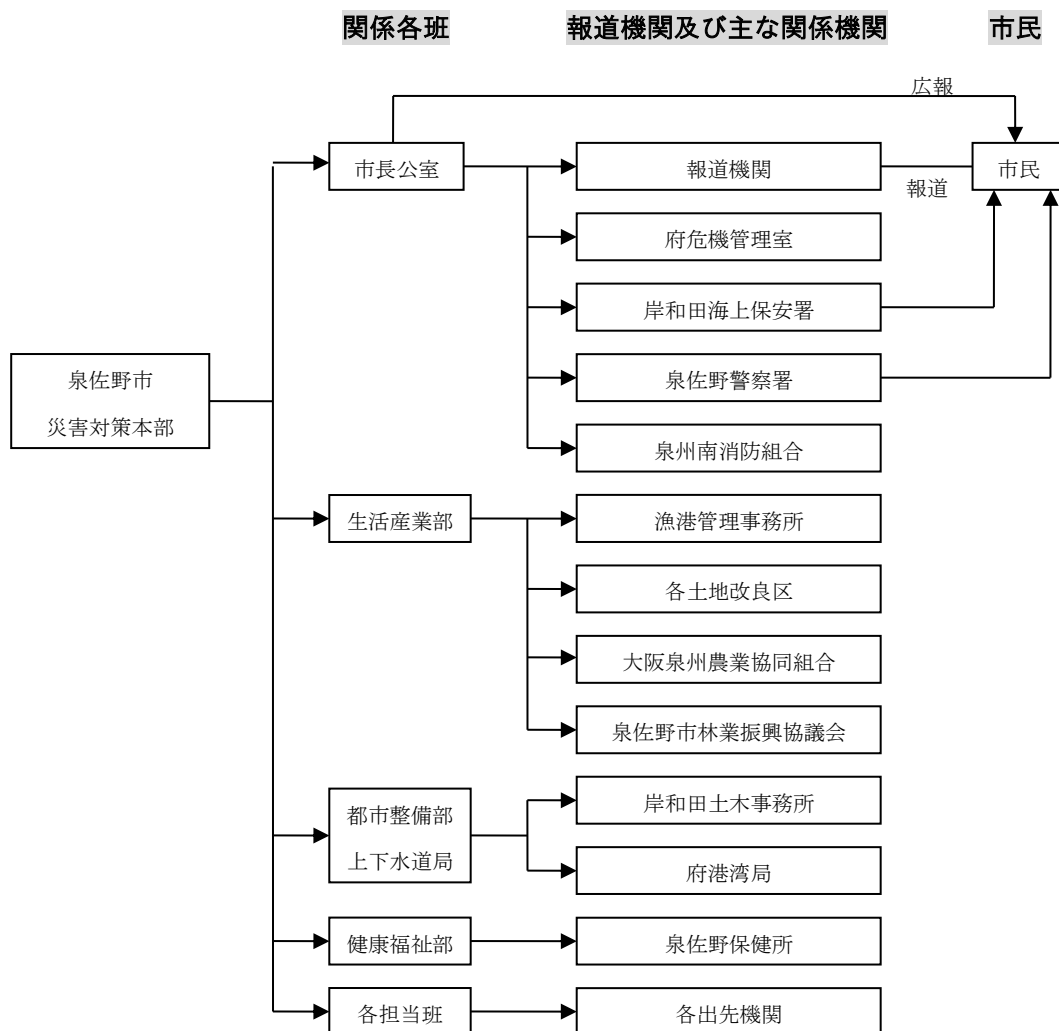 関係各班
報道機関及び主な関係機関
市民
広報
市長公室
報道機関
報道
市民
府危機管理室
岸和田海上保安署
泉佐野市
災害対策本部
泉佐野警察署
泉州南消防組合
生活産業部
漁港管理事務所
各土地改良区
大阪泉州農業協同組合
泉佐野市林業振興協議会
都市整備部
上下水道局
岸和田土木事務所
府港湾局
健康福祉部
泉佐野保健所
各担当班
各出先機関